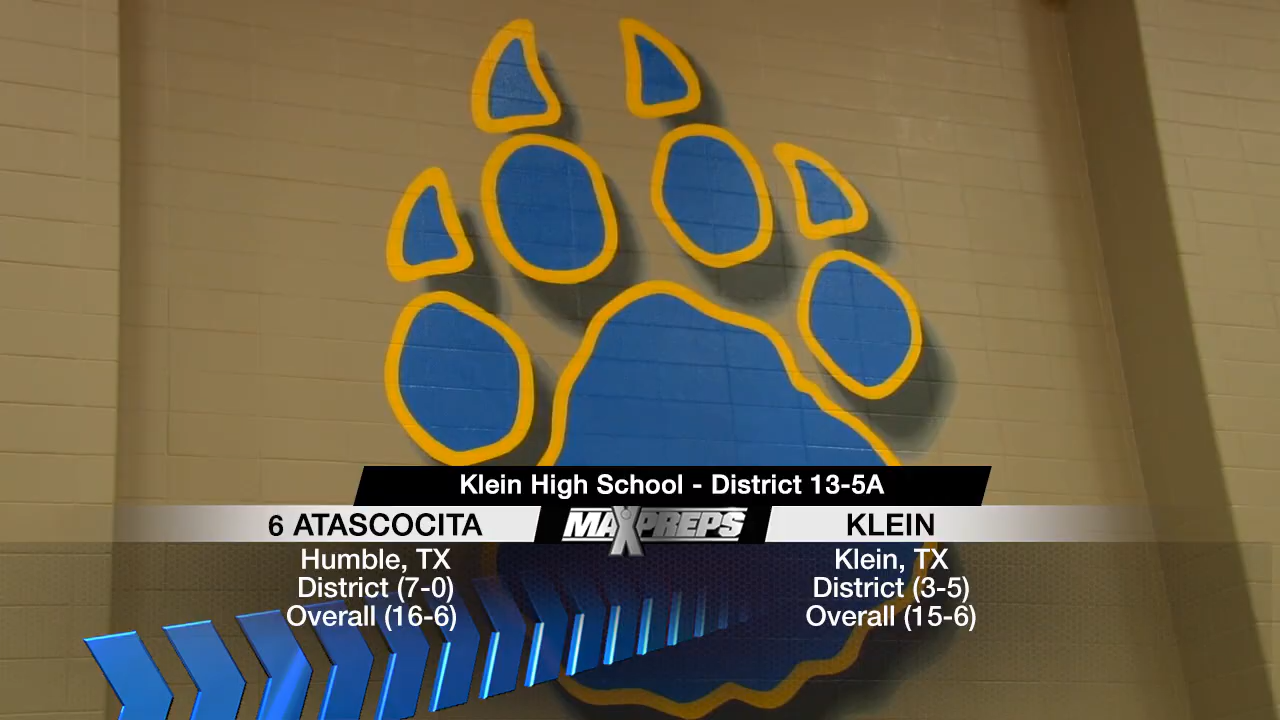 Klein High School - District 13-5A
6 ATASCOCITA
MAXPREPS
KLEIN
Humble, TX
District (7-0)
Overall (16-6)
Klein, TX
District (3-5)
Overall (15-6)